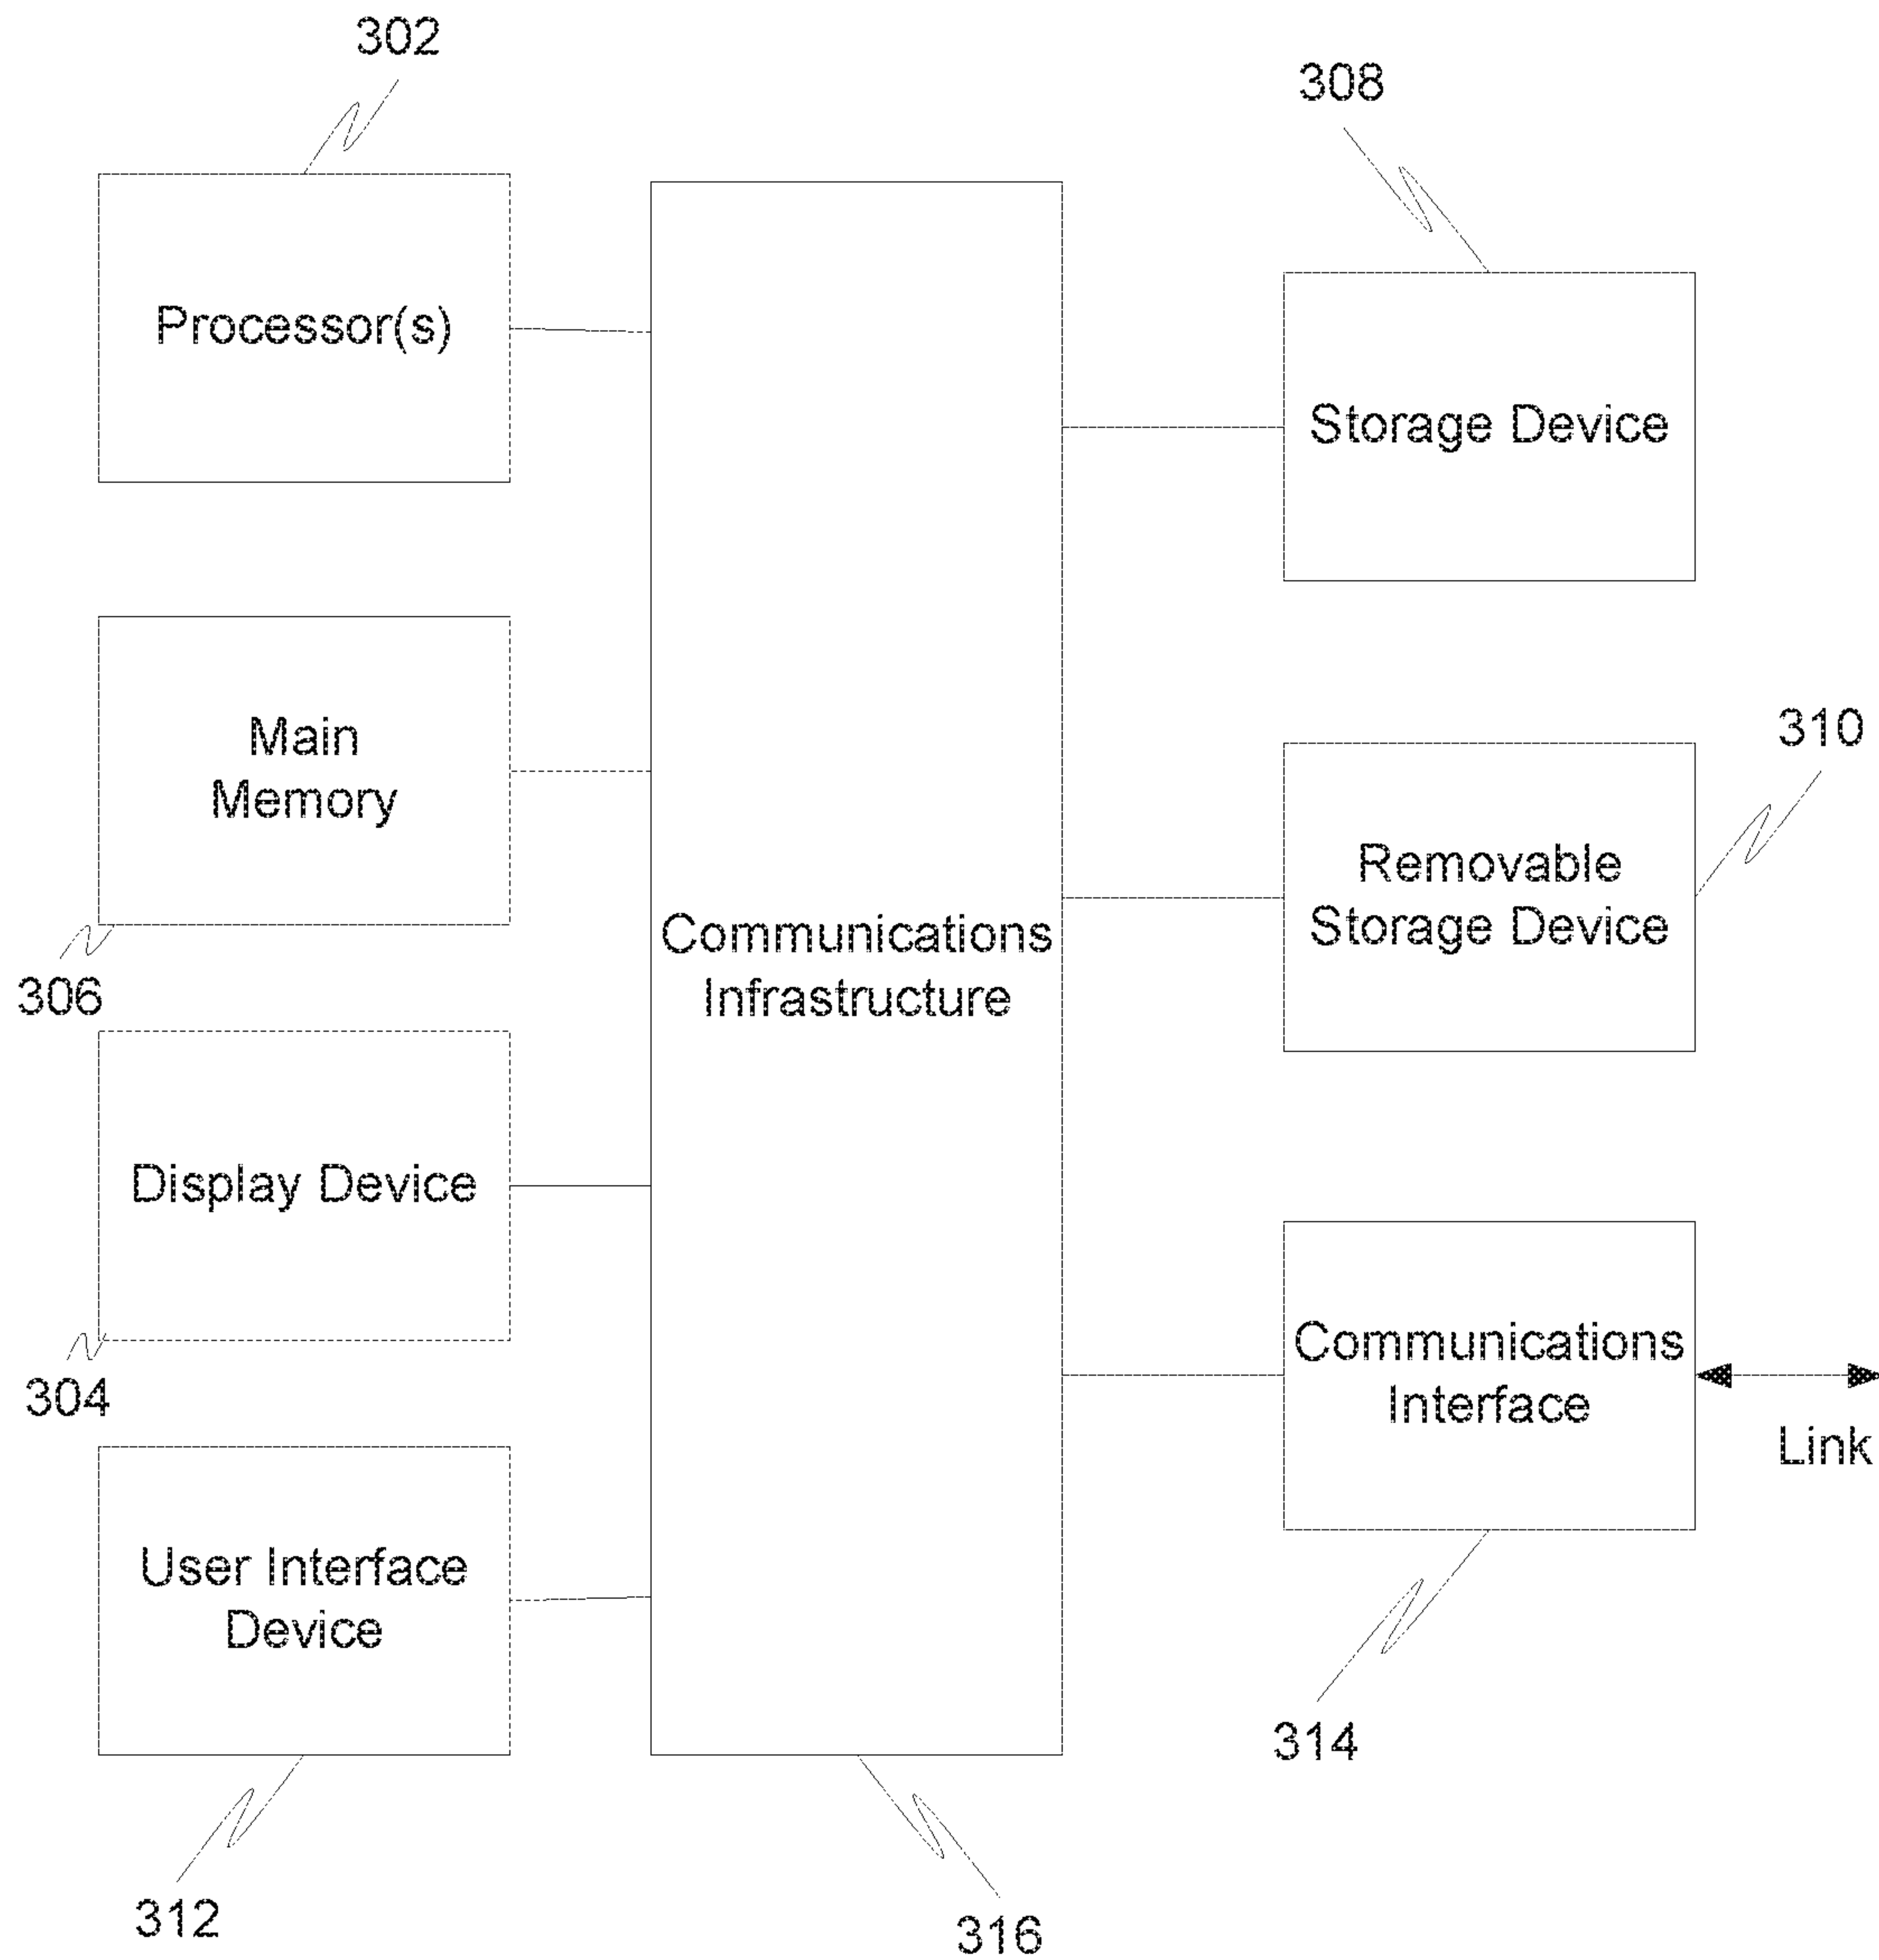 302
308
Processor(s)
Storage Device
Main
Memory
306
310
Removable
Storage Device
Communications
Infrastructure
Display Device
304
Communications
Interface
Link
User Interface
Device
314
312
316